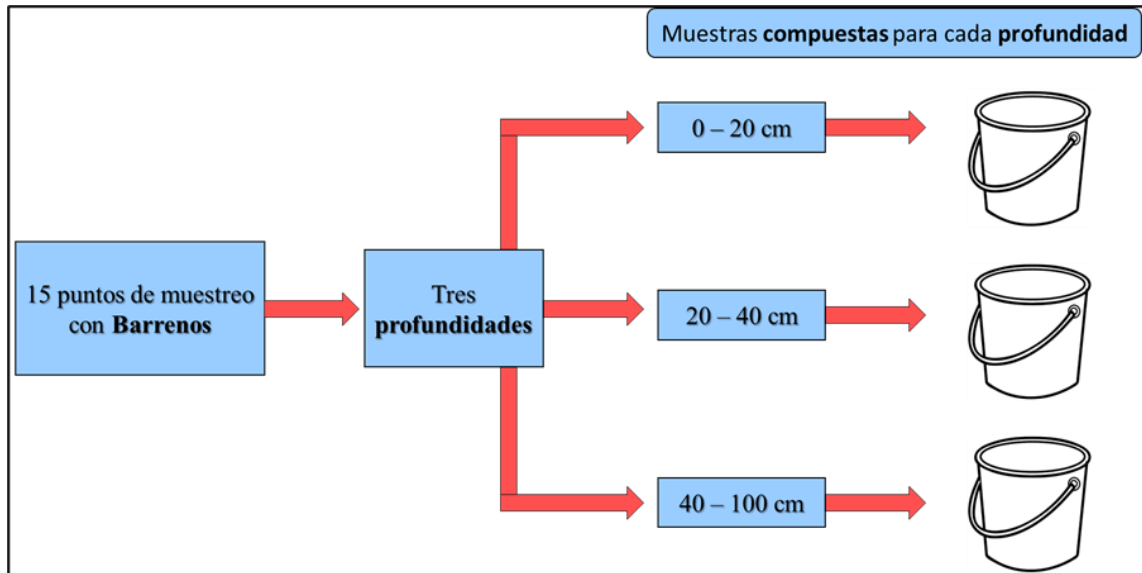 Muestras compuestas para cada profundidad
0 – 20 cm
15 puntos de muestreo
con Barrenos
Tres
profundidades
20 – 40 cm
40 – 100 cm